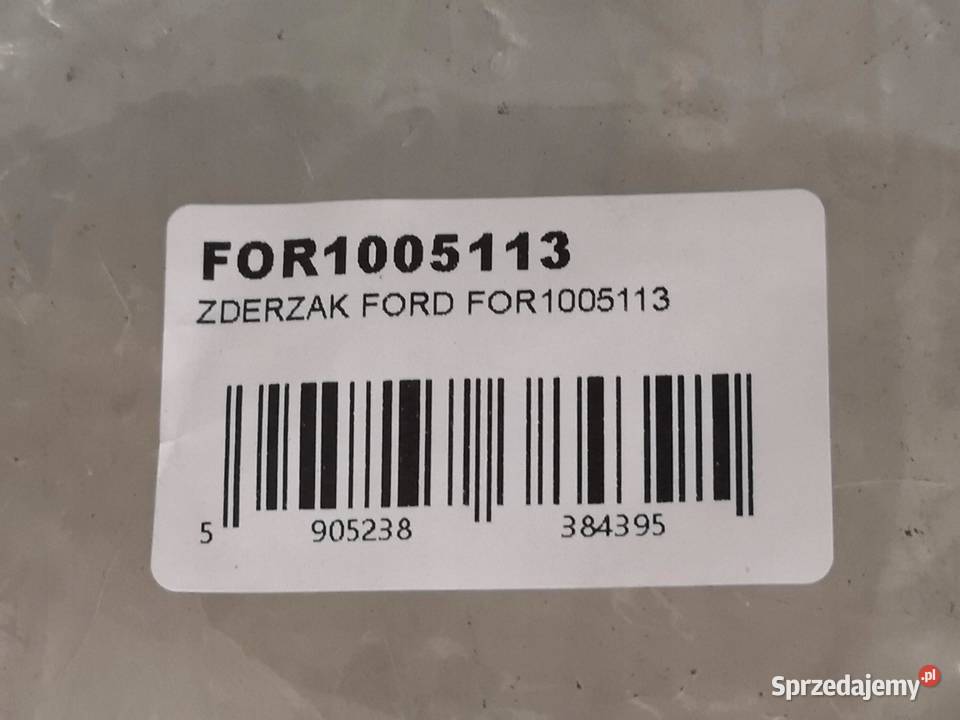 FOR1005113
ZDERZAK FORD FOR1005113
5 905238 384395
Sprzedajemy.pl